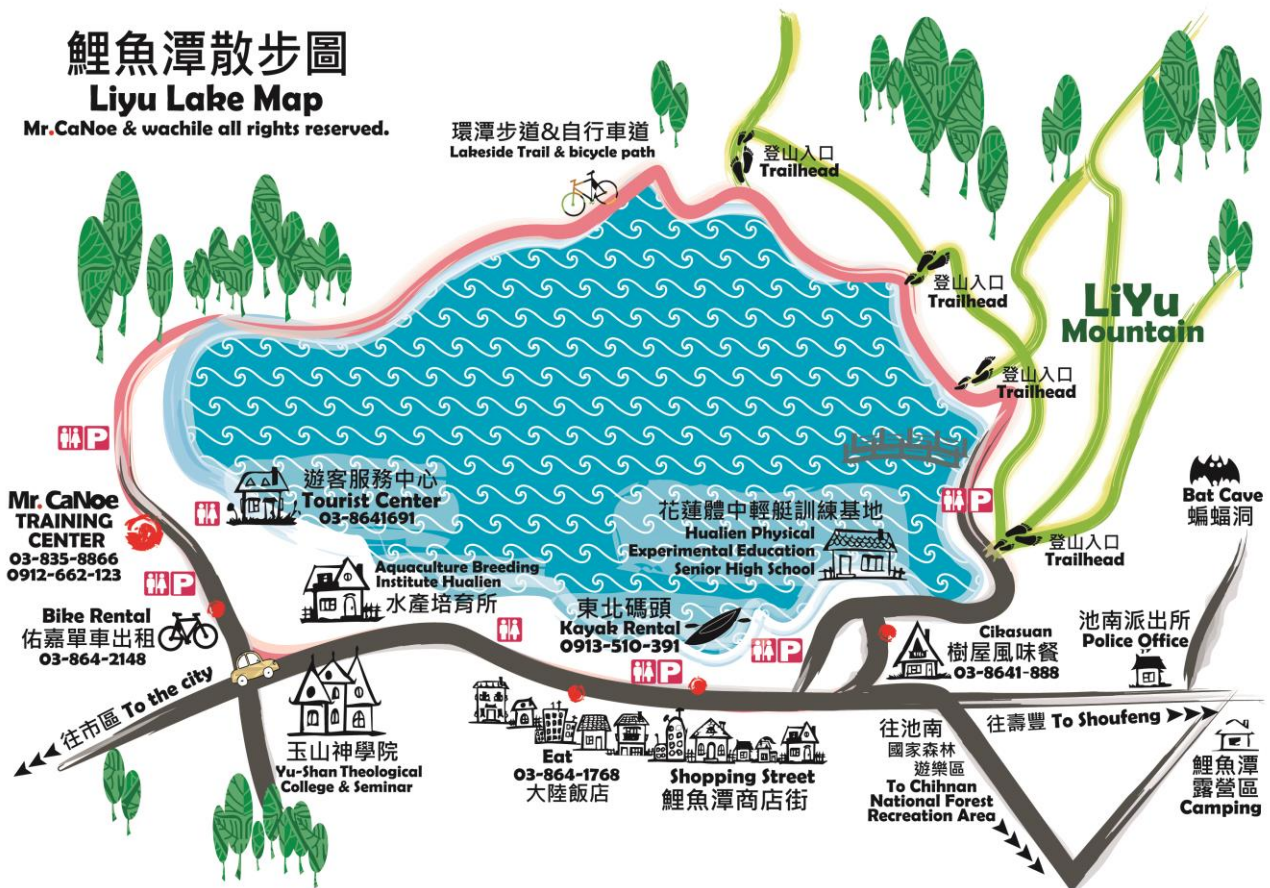 鯉魚潭散步圖
Liyu Lake Map
Mr.CaNoe & wachile all rights reserved.
環潭步道&自行車道
Lakeside Trail & bicycle path
登山入口
Trailhead
登山入口
Trailhead
LiYu
Mountain
登山入口
Trailhead
P
Mr. CaNoe
TRAINING
CENTER
03-835-8866
0912-662-123
遊客服務中心
Tourist Center
03-8641691
花蓮體中輕艇訓練基地
Hualien Physical
Experimental Education
Senior High School
P
Bat Cave
蝙蝠洞
登山入口
Trailhead
P
Bike Rental
佑嘉單車出租
03-864-2148
Aquaculture Breeding
Institute Hualien
水產培育所
東北碼頭
Kayak Rental
0913-510-391
P
P
Cikasuan
樹屋風味餐
03-8641-888
池南派出所
Police Office
往市區 To the city
玉山神學院
Yu-Shan Theological
College & Seminar
Eat
03-864-1768
大陸飯店
Shopping Street
鯉魚潭商店街
往池南
國家森林
遊樂區
To Chihnan
National Forest
Recreation Area
往壽豐 To Shoufeng
鯉魚潭
露營區
Camping